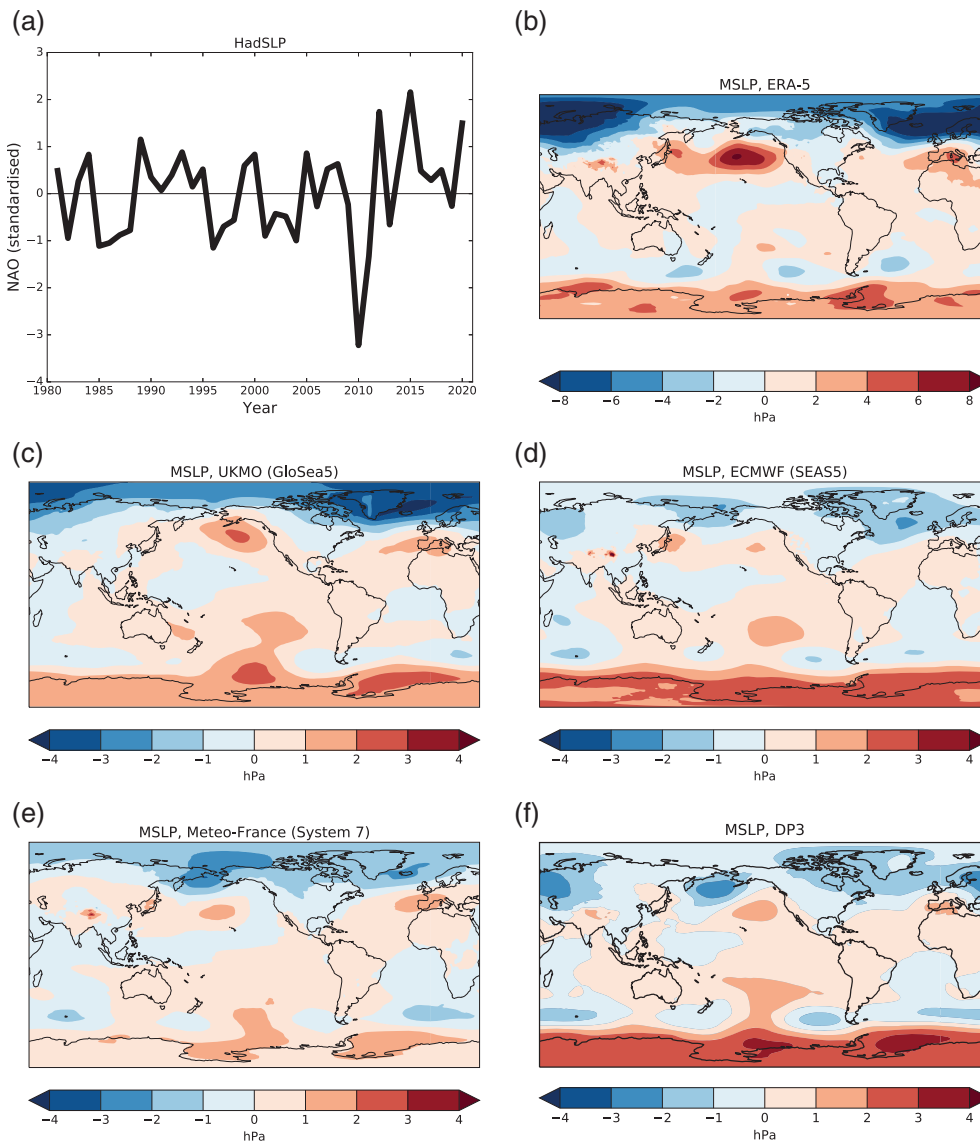 (a)
HadSLP
3
2
1
0
−1
−2
−3
−4
NAO (standardised)
1980 1985 1990 1995 2000 2005 2010 2015 2020
Year
(b)
MSLP, ERA-5
−8 −6 −4 −2 0 2 4 6 8
hPa
(c)
MSLP, UKMO (GloSea5)
−4 −3 −2 −1 0 1 2 3 4
hPa
(d)
MSLP, ECMWF (SEAS5)
−4 −3 −2 −1 0 1 2 3 4
hPa
(e)
MSLP, Meteo-France (System 7)
−4 −3 −2 −1 0 1 2 3 4
hPa
(f)
MSLP, DP3
−4 −3 −2 −1 0 1 2 3 4
hPa